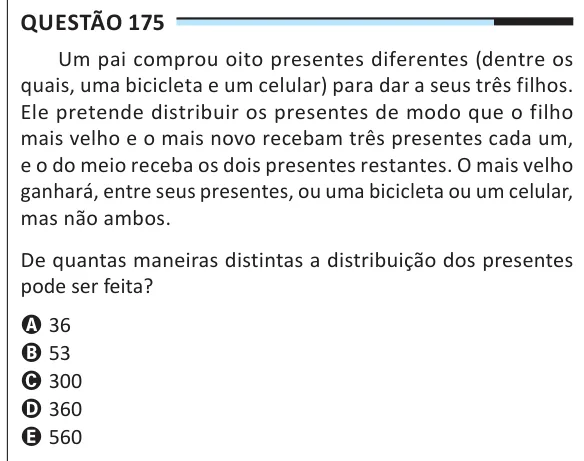 QUESTÃO 175
Um pai comprou oito presentes diferentes (dentre os
quais, uma bicicleta e um celular) para dar a seus três filhos.
Ele pretende distribuir os presentes de modo que o filho
mais velho e o mais novo recebam três presentes cada um,
e o do meio receba os dois presentes restantes. O mais velho
ganhará, entre seus presentes, ou uma bicicleta ou um celular,
mas não ambos.
De quantas maneiras distintas a distribuição dos presentes
pode ser feita?
A 36
B 53
C 300
D 360
E 560